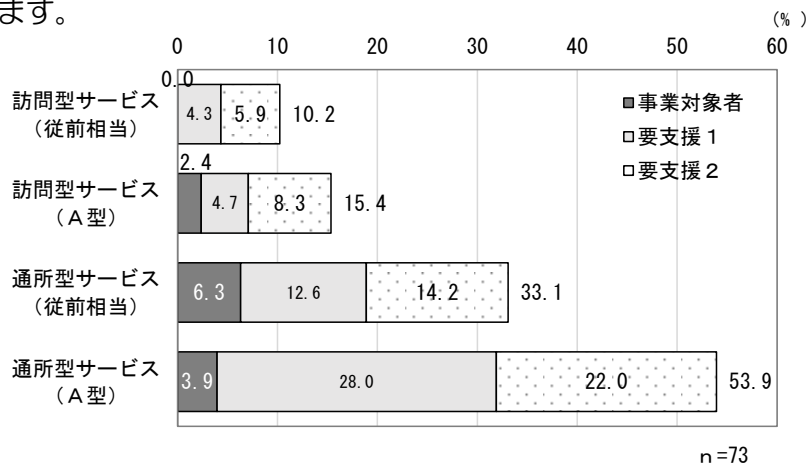 ます。
（％）
0 10 20 30 40 50 60
訪問型サービス
（従前相当）
0.0
4.3
5.9
10.2
訪問型サービス
（Ａ型）
2.4
4.7
8.3
15.4
通所型サービス
（従前相当）
6.3
12.6
14.2
33.1
通所型サービス
（Ａ型）
3.9
28.0
22.0
53.9
事業対象者
要支援１
要支援２
ｎ=73